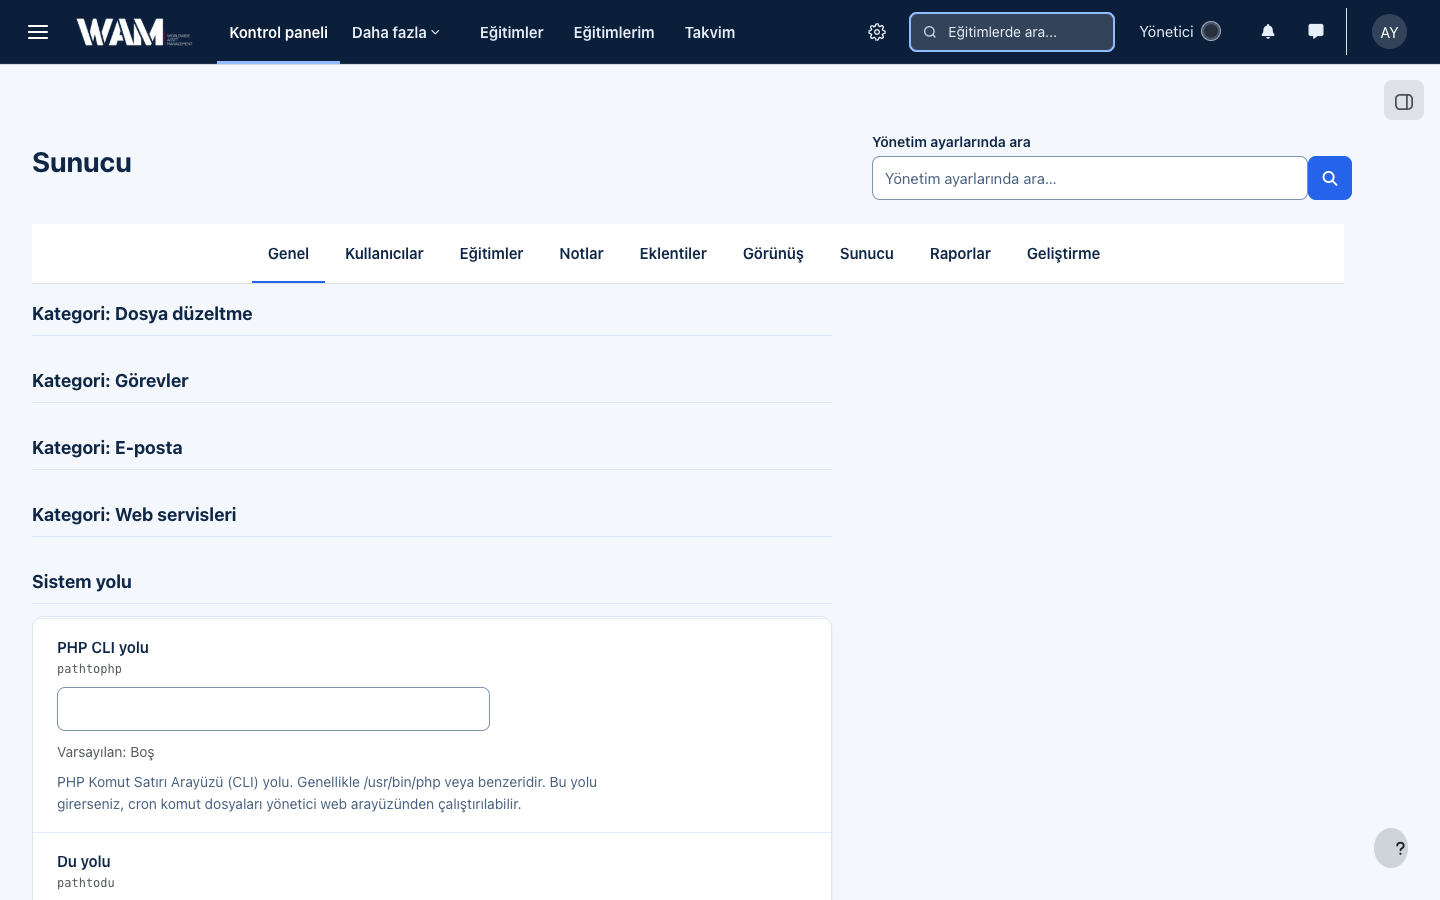 WAM WORLDWIDE ASSET MANAGEMENT
Kontrol paneli
Daha fazla
Eğitimler
Eğitimlerim
Takvim
Eğitimlerde ara...
Yönetici
AY
Sunucu
Yönetim ayarlarında ara
Yönetim ayarlarında ara...
Genel
Kullanıcılar
Eğitimler
Notlar
Eklentiler
Görünüş
Sunucu
Raporlar
Geliştirme
Kategori: Dosya düzeltme
Kategori: Görevler
Kategori: E-posta
Kategori: Web servisleri
Sistem yolu
PHP CLI yolu
pathtophp
Varsayılan: Boş
PHP Komut Satırı Arayüzü (CLI) yolu. Genellikle /usr/bin/php veya benzeridir. Bu yolu
girerseniz, cron komut dosyaları yönetici web arayüzünden çalıştırılabilir.
Du yolu
pathtodu
?